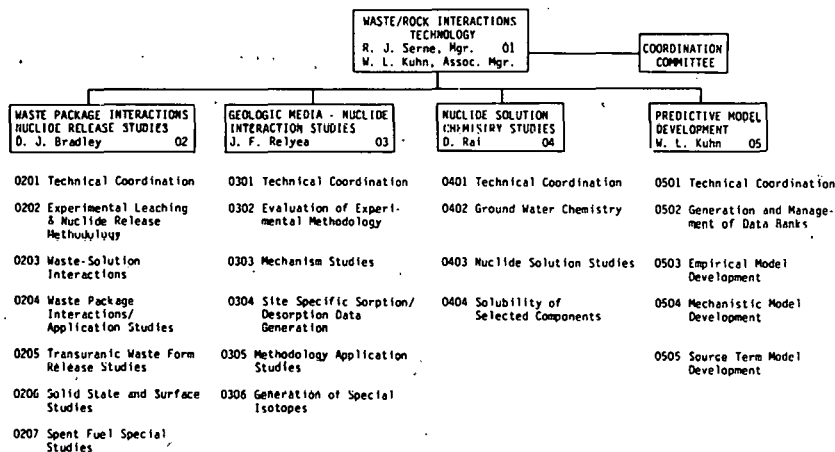 WASTE/ROCK INTERACTIONS
TECHNOLOGY
R. J. Serne, Mgr. 01
W. L. Kuhn, Assoc. Mgr.
COORDINATION
COMMITTEE
WASTE PACKAGE INTERACTIONS
NUCLIDE RELEASE STUDIES
D. J. Bradley 02
0201 Technical Coordination
0202 Experimental Leaching
& Nuclide Release
Methodology
0203 Waste-Solution
Interactions
0204 Waste Package
Interactions/
Application Studies
0205 Transuranic Waste Form
Release Studies
0206 Solid State and Surface
Studies
0207 Spent Fuel Special
Studies
GEOLOGIC MEDIA - NUCLIDE
INTERACTION STUDIES
J. F. Relyea 03
0301 Technical Coordination
0302 Evaluation of Experi-
mental Methodology
0303 Mechanism Studies
0304 Site Specific Sorption/
Desorption Data
Generation
0305 Methodology Application
Studies
0306 Generation of Special
Isotopes
NUCLIDE SOLUTION
CHEMISTRY STUDIES
D. Rai 04
0401 Technical Coordination
0402 Ground Water Chemistry
0403 Nuclide Solution Studies
0404 Solubility of
Selected Components
PREDICTIVE MODEL
DEVELOPMENT
W. L. Kuhn 05
0501 Technical Coordination
0502 Generation and Manage-
ment of Data Banks
0503 Empirical Model
Development
0504 Mechanistic Model
Development
0505 Source Term Model
Development